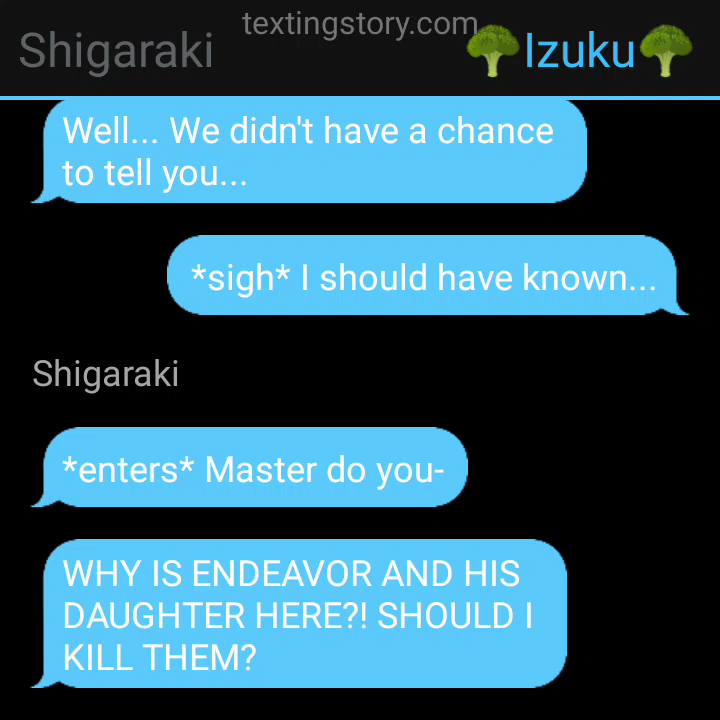 textingstory.com
Shigaraki
🥦Izuku🥦
Well... We didn't have a chance
to tell you...
*sigh* I should have known...
Shigaraki
*enters* Master do you-
WHY IS ENDEAVOR AND HIS
DAUGHTER HERE?! SHOULD I
KILL THEM?